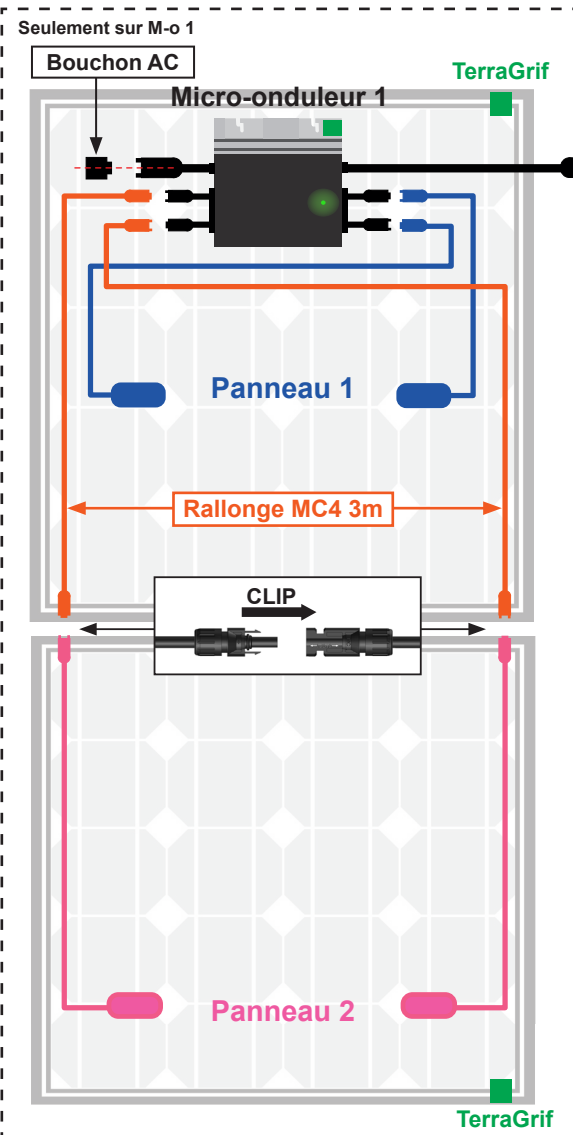 Seulement sur M-o 1
Bouchon AC
TerraGrif
Micro-onduleur 1
Panneau 1
Rallonge MC4 3m
CLIP
Panneau 2
TerraGrif